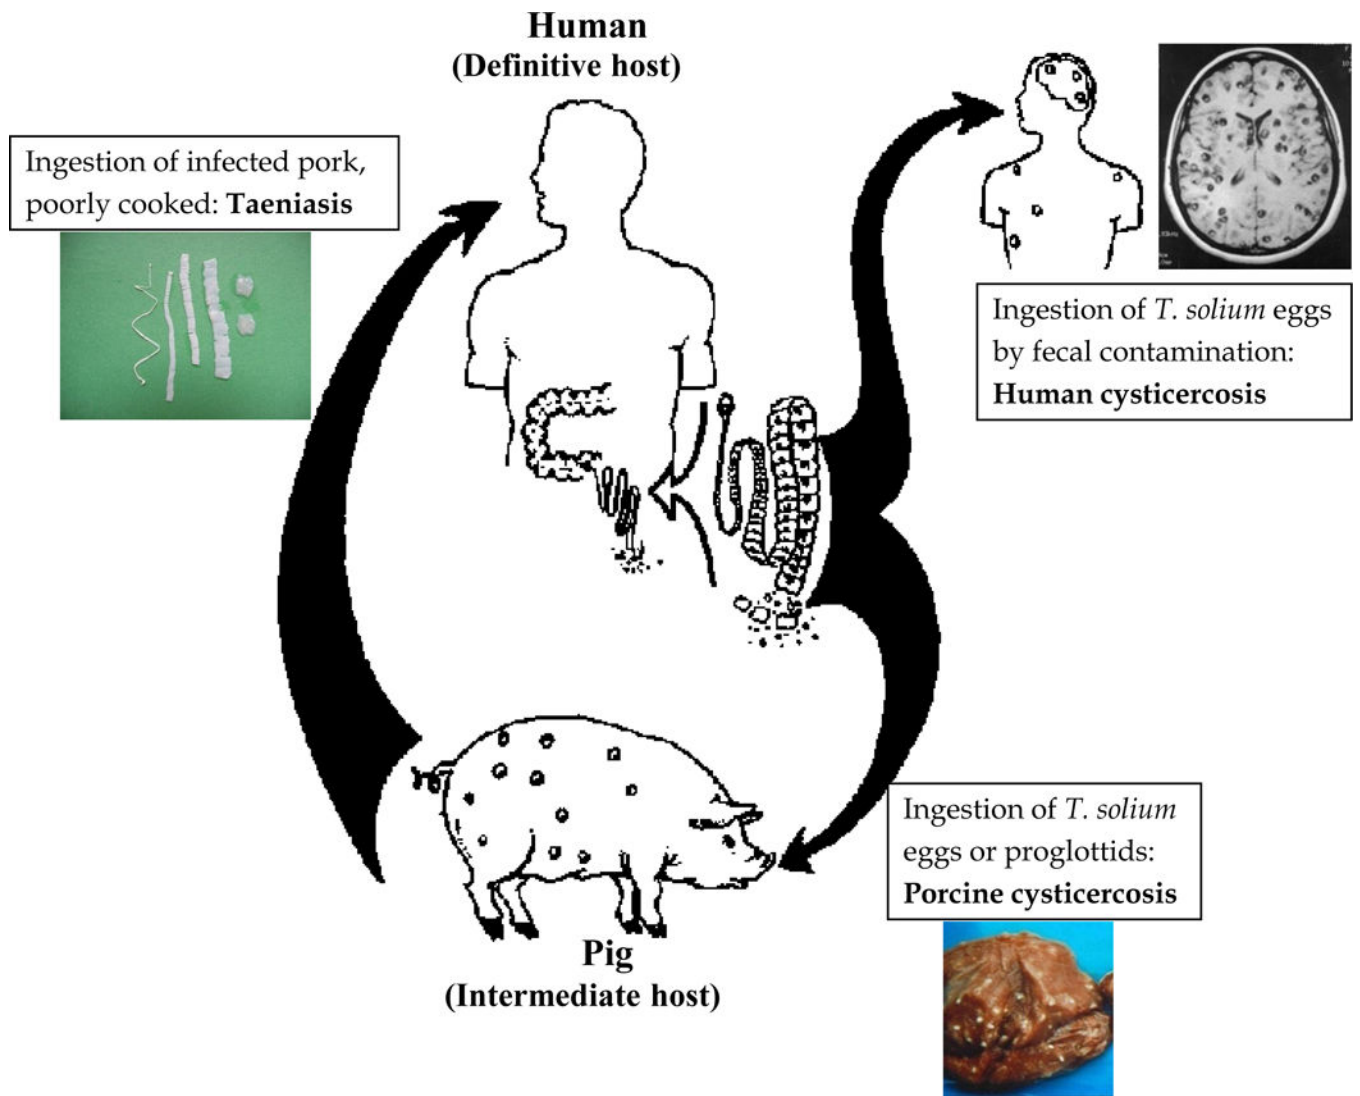 Human
(Definitive host)
Ingestion of infected pork,
poorly cooked: Taeniasis
Ingestion of T. solium eggs
by fecal contamination:
Human cysticercosis
Ingestion of T. solium
eggs or proglottids:
Porcine cysticercosis
Pig
(Intermediate host)